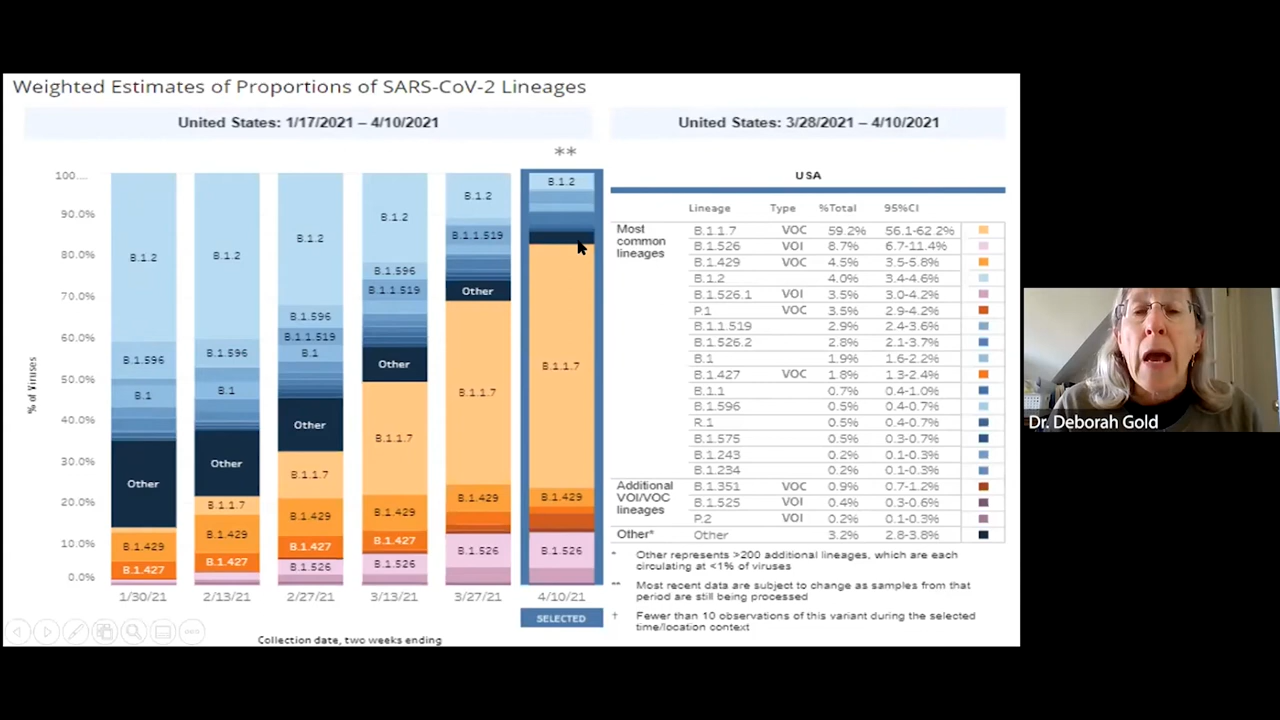 Weighted Estimates of Proportions of SARS-CoV-2 Lineages
United States: 1/17/2021 – 4/10/2021
United States: 3/28/2021 – 4/10/2021
**
% of Viruses
100....
90.0%
80.0%
70.0%
60.0%
50.0%
40.0%
30.0%
20.0%
10.0%
0.0%
B.1.2
B.1.596
B.1
Other
B.1.429
B.1.427
1/30/21
B.1.2
B.1.596
B.1
Other
B.1.1.7
B.1.429
B.1.427
2/13/21
B.1.2
B.1.596
B.1.1.519
B.1
Other
B.1.1.7
B.1.429
B.1.427
B.1.526
2/27/21
B.1.2
B.1.596
B.1.1.519
Other
B.1.1.7
B.1.429
B.1.427
B.1.526
3/13/21
B.1.2
B.1.1.519
Other
B.1.1.7
B.1.429
B.1.526
3/27/21
B.1.2
B.1.1.7
B.1.429
B.1.526
4/10/21
SELECTED
Collection date, two weeks ending
USA
Lineage Type %Total 95%CI
Most common lineages
B.1.1.7 VOC 59.2% 56.1-62.2%
B.1.526 VOI 8.7% 6.7-11.4%
B.1.429 VOC 4.5% 3.5-5.8%
B.1.2 4.0% 3.4-4.6%
B.1.526.1 VOI 3.5% 3.0-4.2%
P.1 VOC 3.5% 2.9-4.2%
B.1.1.519 2.9% 2.4-3.6%
B.1.526.2 2.8% 2.1-3.7%
B.1 1.9% 1.6-2.2%
B.1.427 VOC 1.8% 1.3-2.4%
B.1.1 0.7% 0.4-1.0%
B.1.596 0.5% 0.4-0.7%
R.1 0.5% 0.4-0.7%
B.1.575 0.5% 0.3-0.7%
B.1.243 0.2% 0.1-0.3%
B.1.234 0.2% 0.1-0.3%
Additional VOI/VOC lineages
B.1.351 VOC 0.9% 0.7-1.2%
B.1.525 VOI 0.4% 0.3-0.6%
P.2 VOI 0.2% 0.1-0.3%
Other* Other 3.2% 2.8-3.8%
* Other represents >200 additional lineages, which are each
circulating at <1% of viruses
** Most recent data are subject to change as samples from that
period are still being processed
† Fewer than 10 observations of this variant during the selected
time/location context
Dr. Deborah Gold